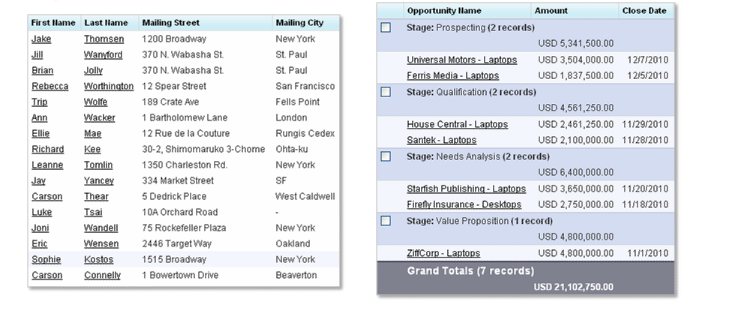 First Name Last Name Mailing Street Mailing City
Jake Thomsen 1200 Broadway New York
Jill Wanyford 370 N. Wabasha St. St. Paul
Brian Jolly 370 N. Wabasha St. St. Paul
Rebecca Worthington 12 Spear Street San Francisco
Trip Wolfe 189 Crate Ave Fells Point
Ann Wacker 1 Bartholomew Lane London
Ellie Mae 12 Rue de la Couture Rungis Cedex
Richard Kee 30-2, Shimomaruko 3-Chome Ohta-ku
Leanne Tomlin 1350 Charleston Rd. New York
Jay Yancey 334 Market Street SF
Carson Thear 5 Dedrick Place West Caldwell
Luke Tsai 10A Orchard Road -
Joni Wandell 75 Rockefeller Plaza New York
Eric Wensen 2446 Target Way Oakland
Sophie Kostos 1515 Broadway New York
Carson Connelly 1 Bowertown Drive Beaverton
Opportunity Name Amount Close Date
Stage: Prospecting (2 records)
USD 5,341,500.00
Universal Motors - Laptops USD 3,504,000.00 12/7/2010
Ferris Media - Laptops USD 1,837,500.00 12/5/2010
Stage: Qualification (2 records)
USD 4,561,250.00
House Central - Laptops USD 2,461,250.00 11/29/2010
Santek - Laptops USD 2,100,000.00 11/28/2010
Stage: Needs Analysis (2 records)
USD 6,400,000.00
Starfish Publishing - Laptops USD 3,650,000.00 11/20/2010
Firefly Insurance - Desktops USD 2,750,000.00 11/18/2010
Stage: Value Proposition (1 record)
USD 4,800,000.00
ZiffCorp - Laptops USD 4,800,000.00 11/1/2010
Grand Totals (7 records)
USD 21,102,750.00